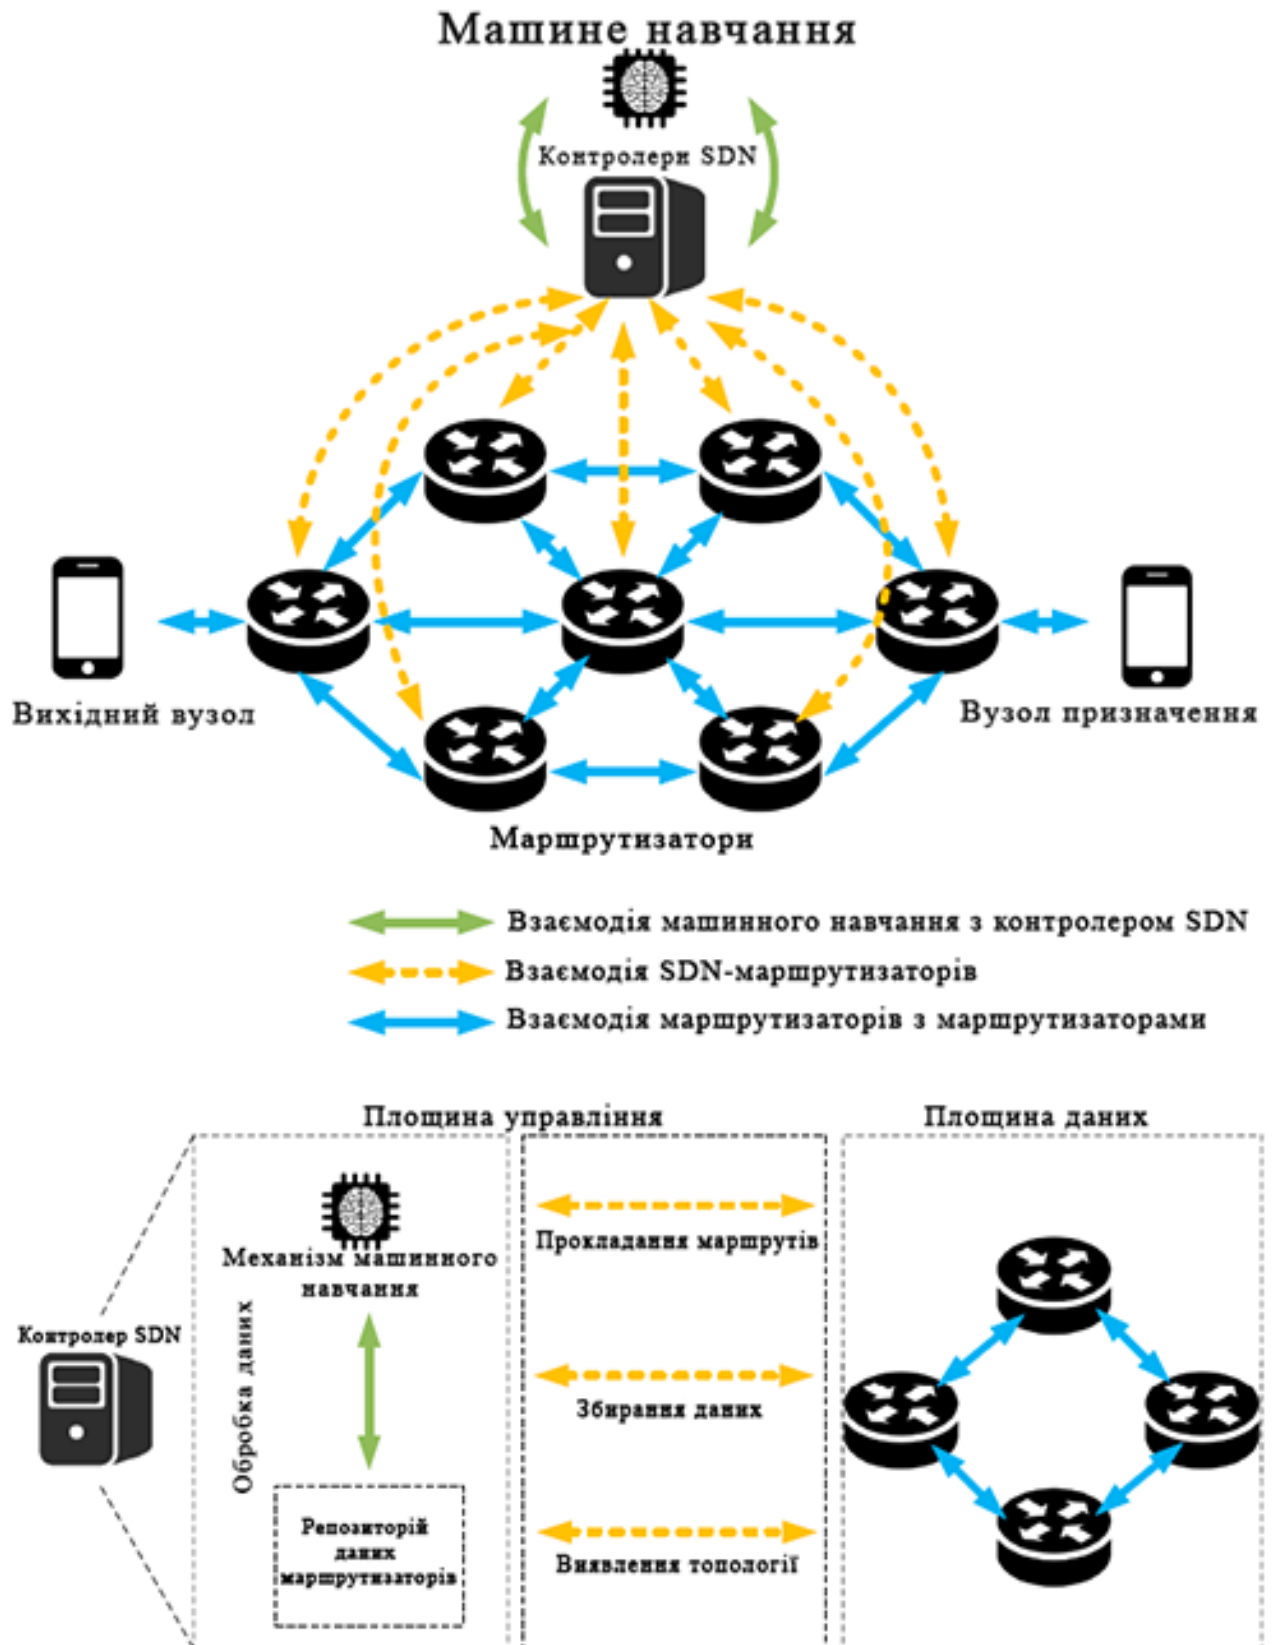 Машине навчання
Контролери SDN
Вихідний вузол
Вузол призначення
Маршрутизатори
Взаємодія машинного навчання з контролером SDN
Взаємодія SDN-маршрутизаторів
Взаємодія маршрутизаторів з маршрутизаторами
Площина управління
Площина даних
Механізм машинного
навчання
Прокладання маршрутів
Контролер SDN
Обробка даних
Збирання даних
Репозиторій
даних
маршрутизаторів
Виявлення топології